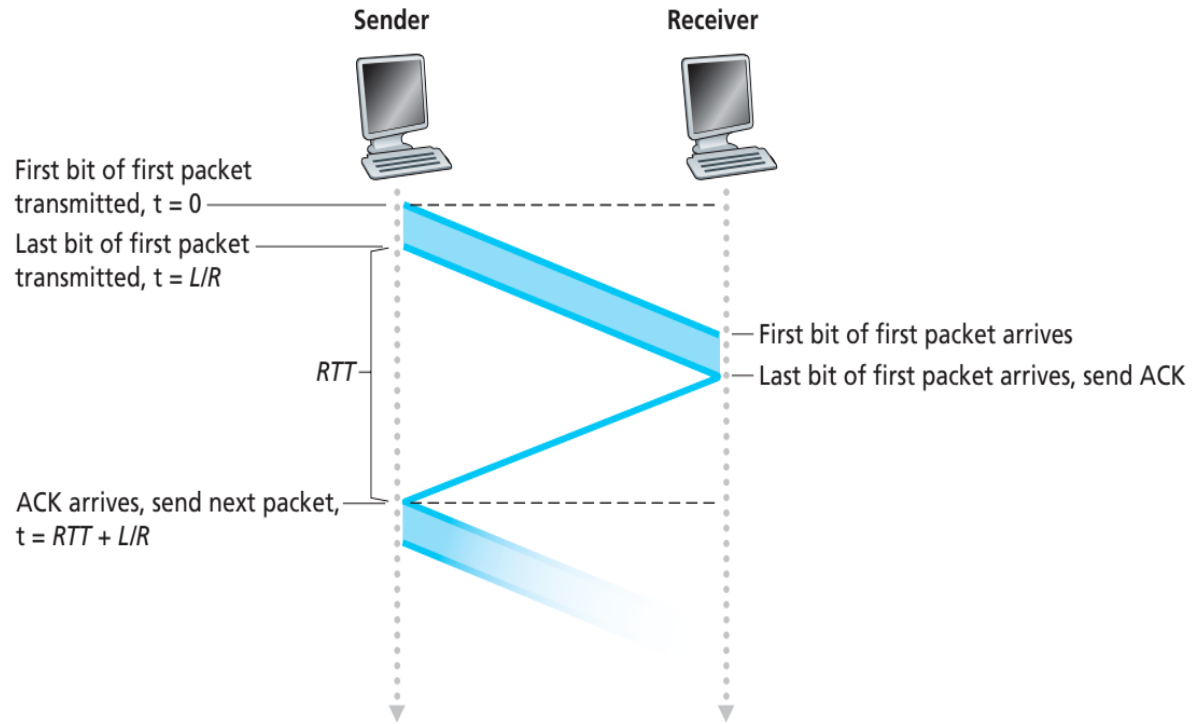 Sender
Receiver
First bit of first packet
transmitted, t = 0
Last bit of first packet
transmitted, t = L/R
First bit of first packet arrives
RTT
Last bit of first packet arrives, send ACK
ACK arrives, send next packet,
t = RTT + L/R